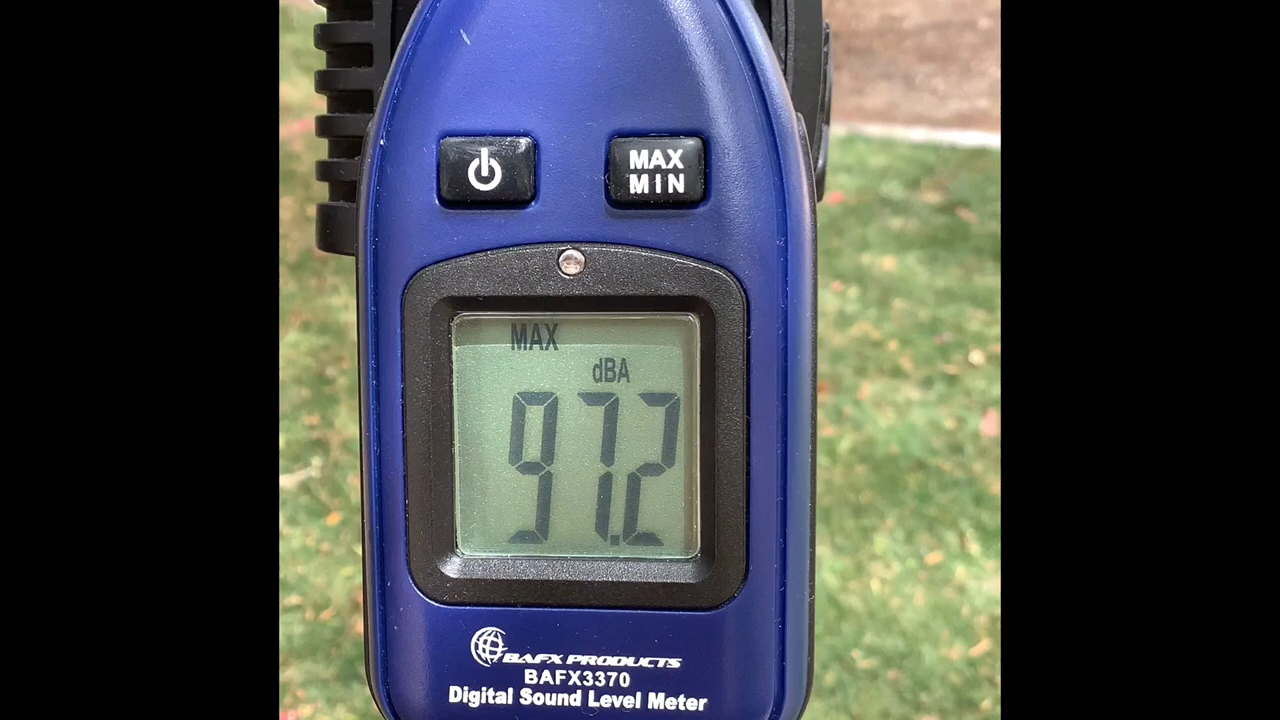 MAX
MIN
MAX
dBA
97.2
BAFX PRODUCTS
BAFX3370
Digital Sound Level Meter